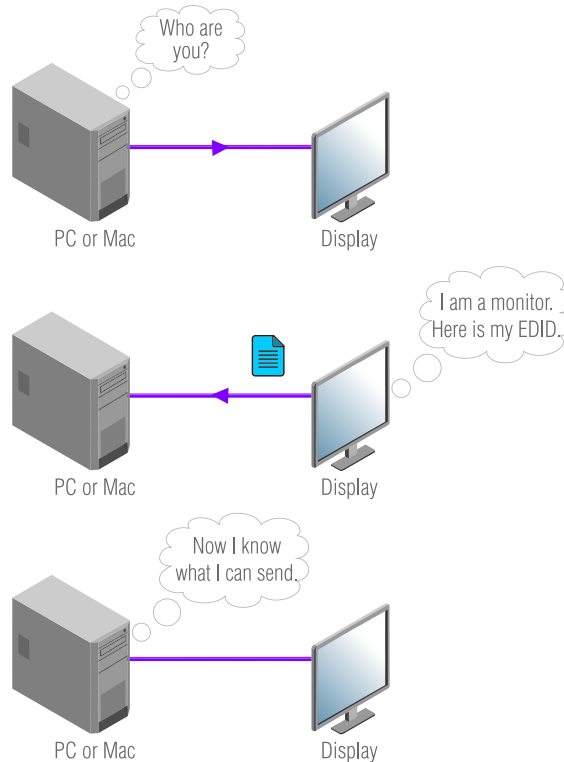 Who are
you?
PC or Mac
Display
I am a monitor.
Here is my EDID.
PC or Mac
Display
Now I know
what I can send.
PC or Mac
Display